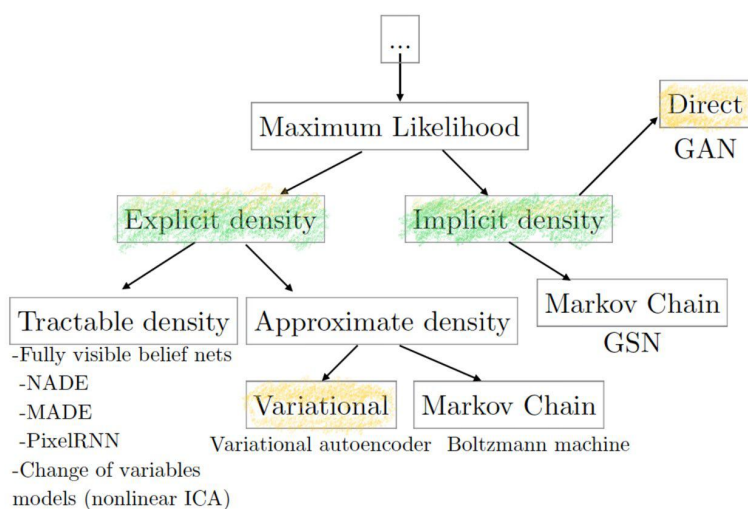 ...
Direct
GAN
Maximum Likelihood
Explicit density
Implicit density
Tractable density
Approximate density
Markov Chain
GSN
-Fully visible belief nets
-NADE
-MADE
-PixelRNN
-Change of variables
models (nonlinear ICA)
Variational
Markov Chain
Variational autoencoder
Boltzmann machine